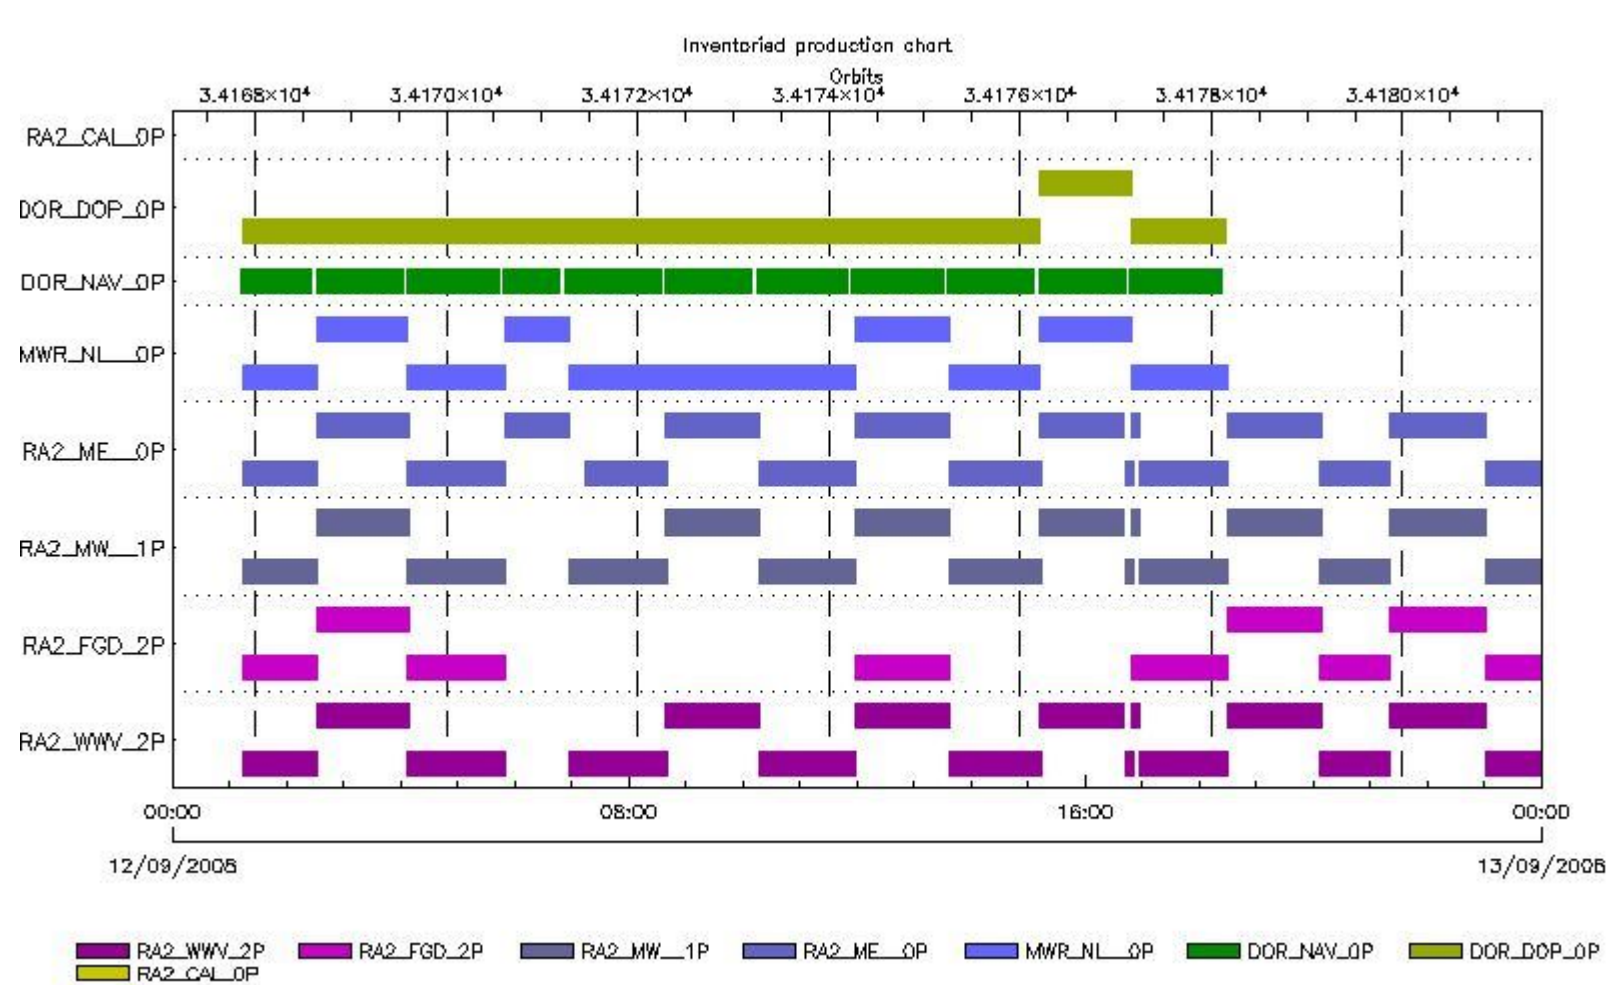 Inventoried production chart
Orbits
3.4168×10⁴ 3.4170×10⁴ 3.4172×10⁴ 3.4174×10⁴ 3.4176×10⁴ 3.4178×10⁴ 3.4180×10⁴
RA2_CAL_0P
DOR_DOP_0P
DOR_NAV_0P
MWR_NL__0P
RA2_ME__0P
RA2_MW__1P
RA2_FGD_2P
RA2_WWV_2P
00:00 08:00 16:00 00:00
12/09/2008 13/09/2008
RA2_WWV_2P RA2_FGD_2P RA2_MW__1P RA2_ME__0P MWR_NL__0P DOR_NAV_0P DOR_DOP_0P
RA2_CAL_0P